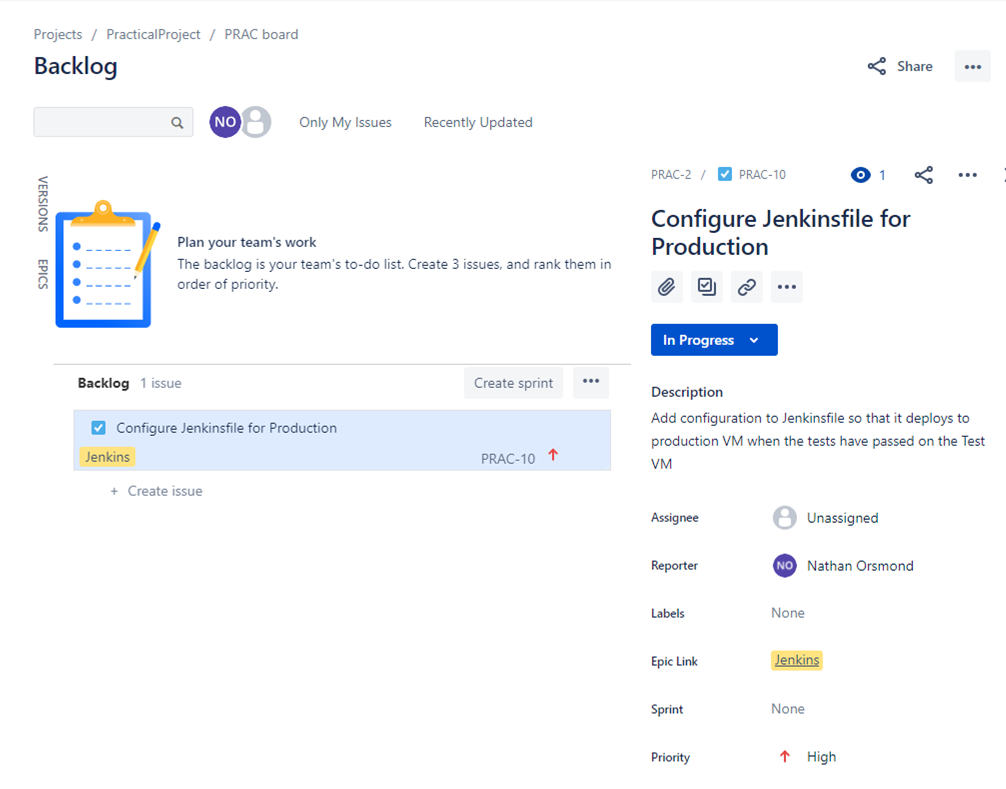 Projects / PracticalProject / PRAC board
Backlog
Share
NO
Only My Issues
Recently Updated
VERSIONS
EPICS
Plan your team's work
The backlog is your team's to-do list. Create 3 issues, and rank them in
order of priority.
Backlog 1 issue
Create sprint
Configure Jenkinsfile for Production
Jenkins
PRAC-10
+ Create issue
PRAC-2 / PRAC-10
1
Configure Jenkinsfile for
Production
In Progress
Description
Add configuration to Jenkinsfile so that it deploys to
production VM when the tests have passed on the Test
VM
Assignee
Unassigned
Reporter
NO
Nathan Orsmond
Labels
None
Epic Link
Jenkins
Sprint
None
Priority
High